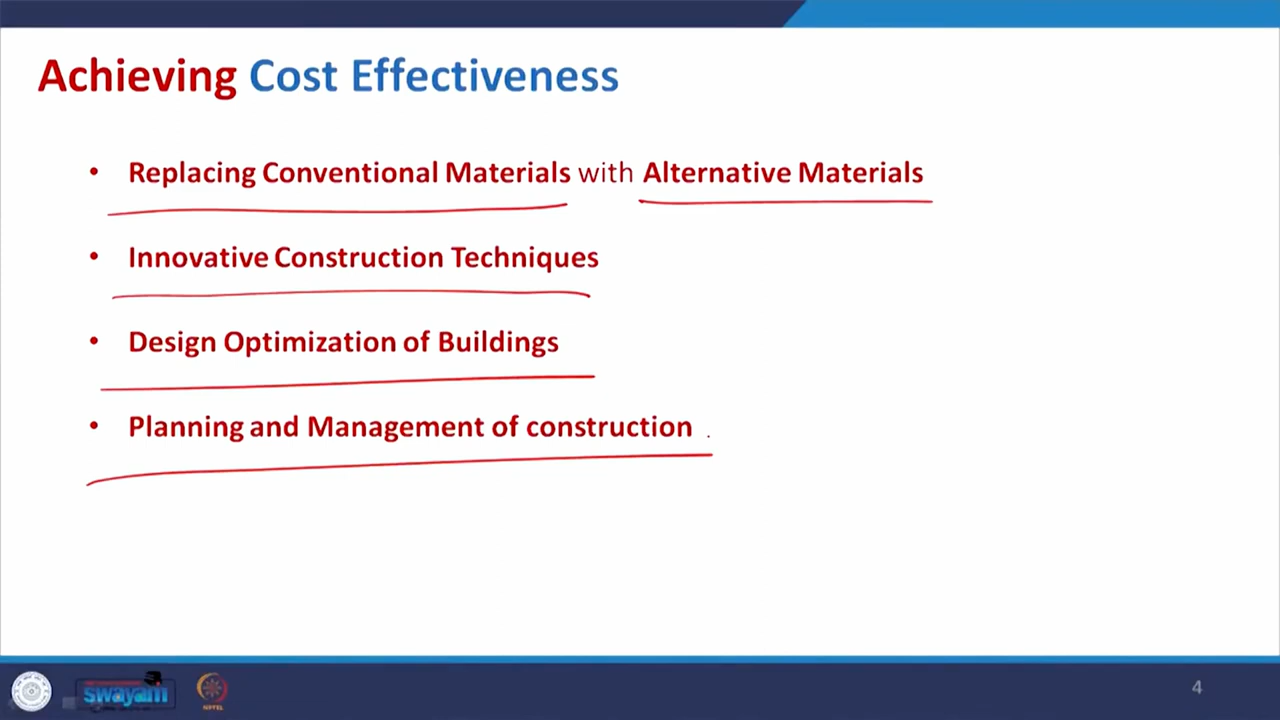 Achieving Cost Effectiveness
• Replacing Conventional Materials with Alternative Materials
• Innovative Construction Techniques
• Design Optimization of Buildings
• Planning and Management of construction
swayam
NPTEL
4